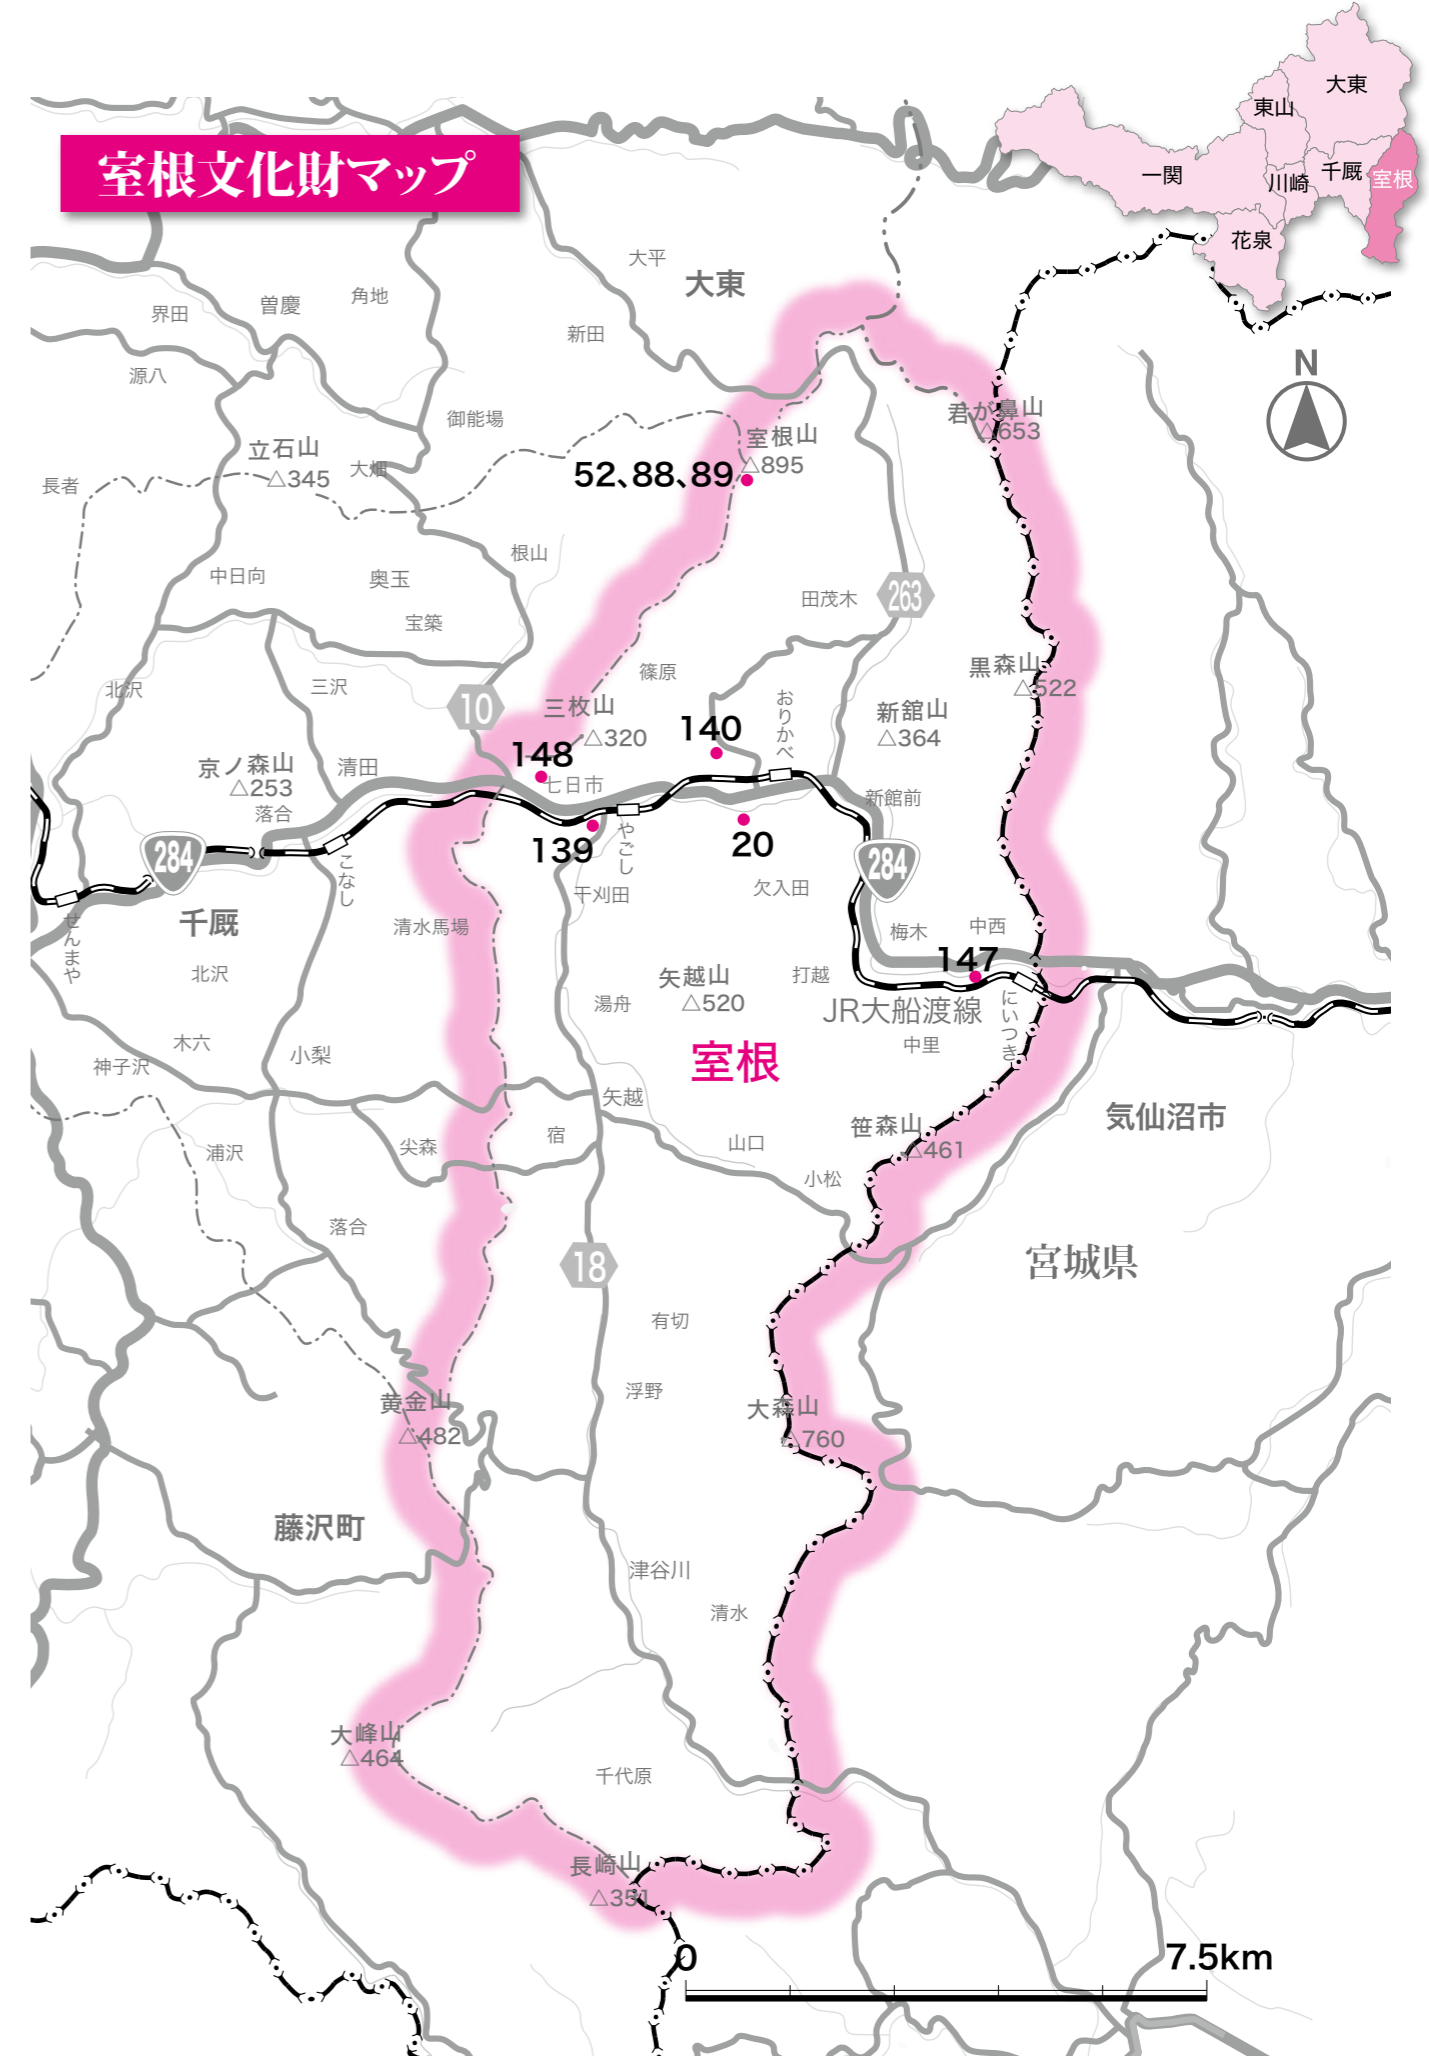 室根文化財マップ
大東
東山
一関
川崎
千厩
室根
花泉
N
大平
大東
界田
曽慶
角地
新田
源八
御能場
君が鼻山
△653
立石山
△345
大畑
室根山
△895
52、88、89
長者
根山
中日向
奥玉
田茂木
263
宝築
篠原
黒森山
△522
北沢
三沢
10
三枚山
△320
おりかべ
新舘山
△364
140
148
京ノ森山
△253
清田
七日市
新館前
落合
284
139
やごし
20
284
こなし
干刈田
欠入田
せんまや
千厩
清水馬場
梅木
中西
147
北沢
矢越山
△520
打越
湯舟
JR大船渡線
にいつき
木六
小梨
神子沢
室根
中里
矢越
気仙沼市
笹森山
△461
浦沢
尖森
宿
山口
小松
落合
18
宮城県
有切
浮野
黄金山
△482
大森山
△760
藤沢町
津谷川
清水
大峰山
△464
千代原
長崎山
△351
0
7.5km